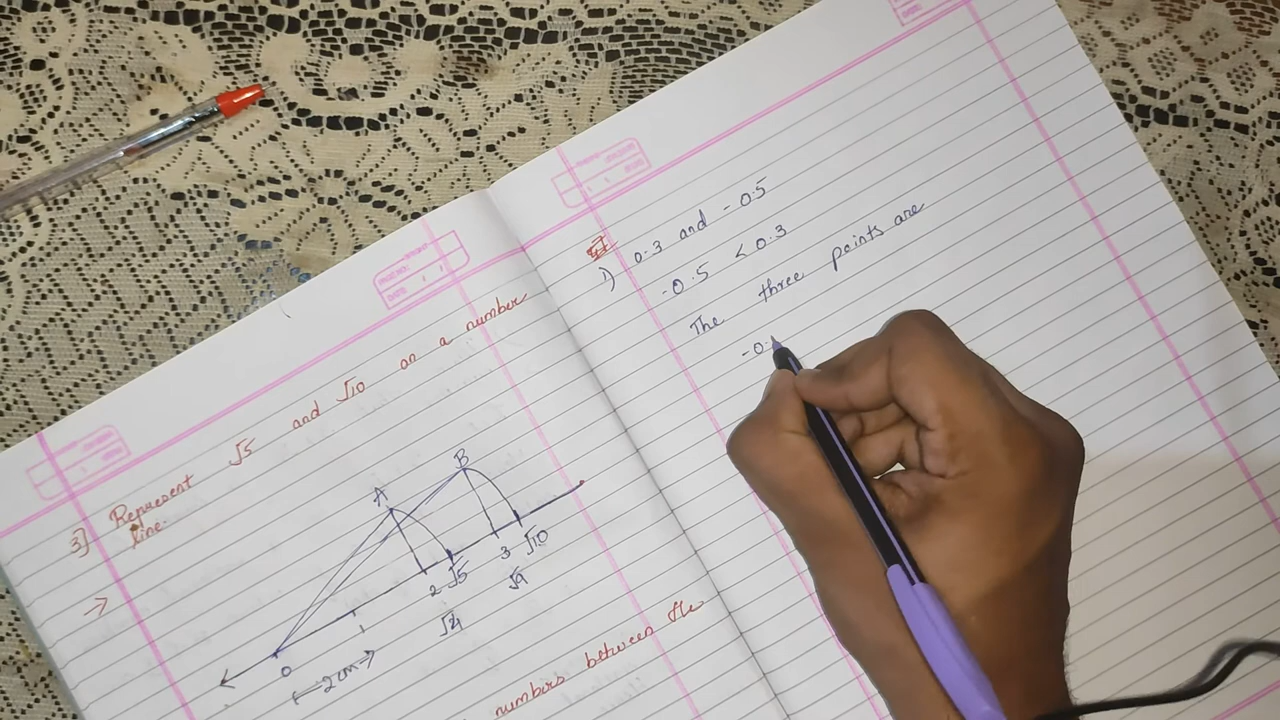 3] Represent √5 and √10 on a number
line.
→
A
B
0
1
2
√5
3
√10
√4
√9
2cm
numbers between the
1) 0.3 and - 0.5
-0.5 < 0.3
The three points are
-0.